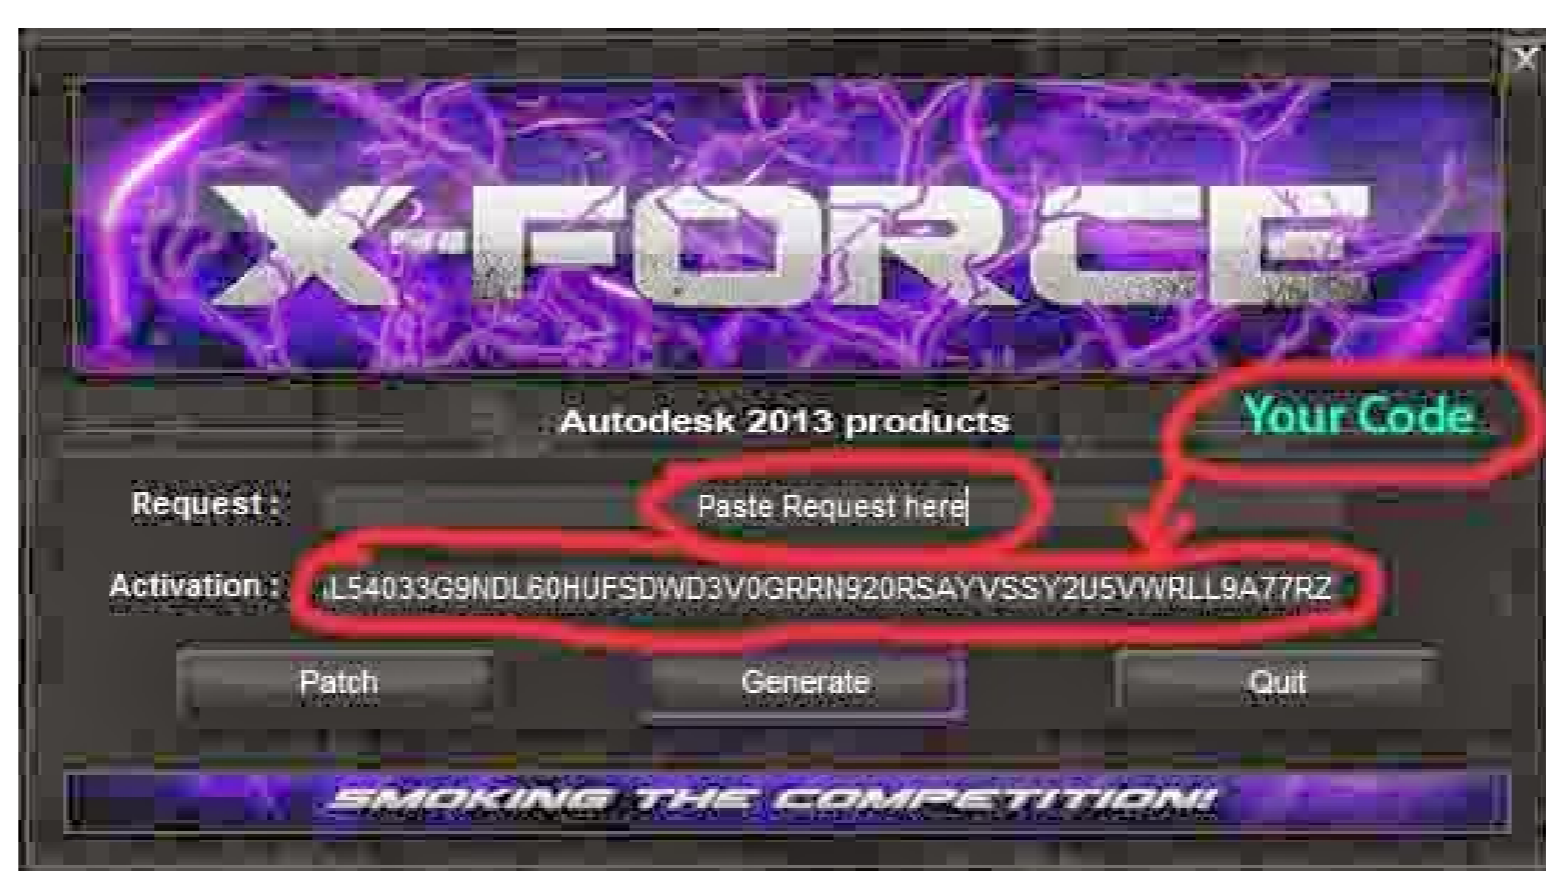 X
X-FORCE
Autodesk 2013 products
Your Code
Request :
Paste Request here
Activation :
L54033G9NDL60HUFSDWD3V0GRRN920RSAYVSSY2U5VWRLL9A77RZ
Patch
Generate
Quit
SMOKING THE COMPETITION!